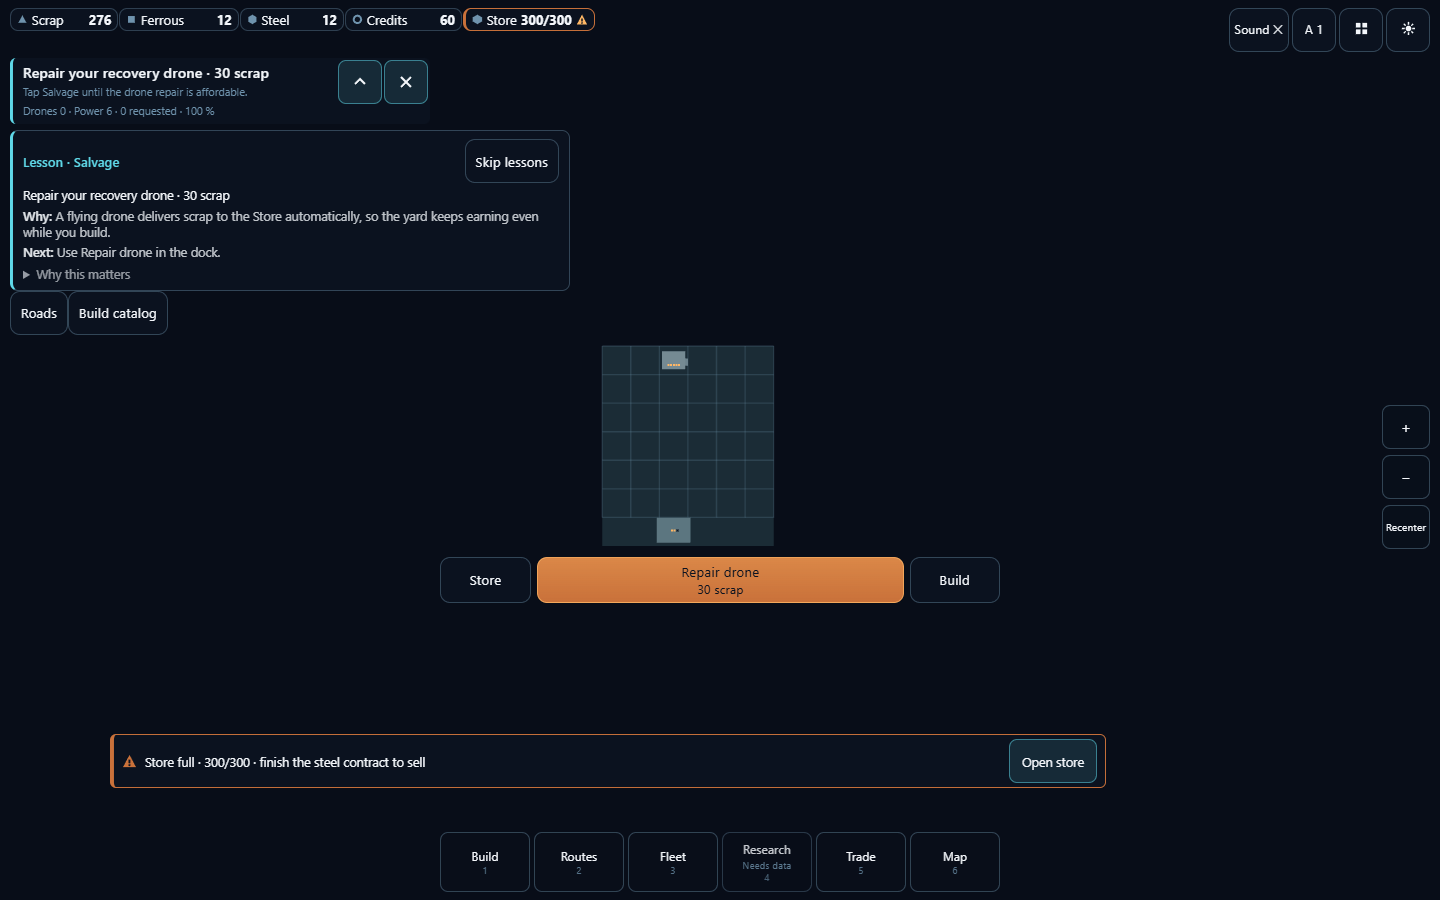 Scrap 276
Ferrous 12
Steel 12
Credits 60
Store 300/300
Sound
A 1
Repair your recovery drone · 30 scrap
Tap Salvage until the drone repair is affordable.
Drones 0 · Power 6 · 0 requested · 100 %
Lesson · Salvage
Skip lessons
Repair your recovery drone · 30 scrap
Why: A flying drone delivers scrap to the Store automatically, so the yard keeps earning even
while you build.
Next: Use Repair drone in the dock.
Why this matters
Roads
Build catalog
+
−
Recenter
Store
Repair drone
30 scrap
Build
Store full · 300/300 · finish the steel contract to sell
Open store
Build
1
Routes
2
Fleet
3
Research
Needs data
4
Trade
5
Map
6